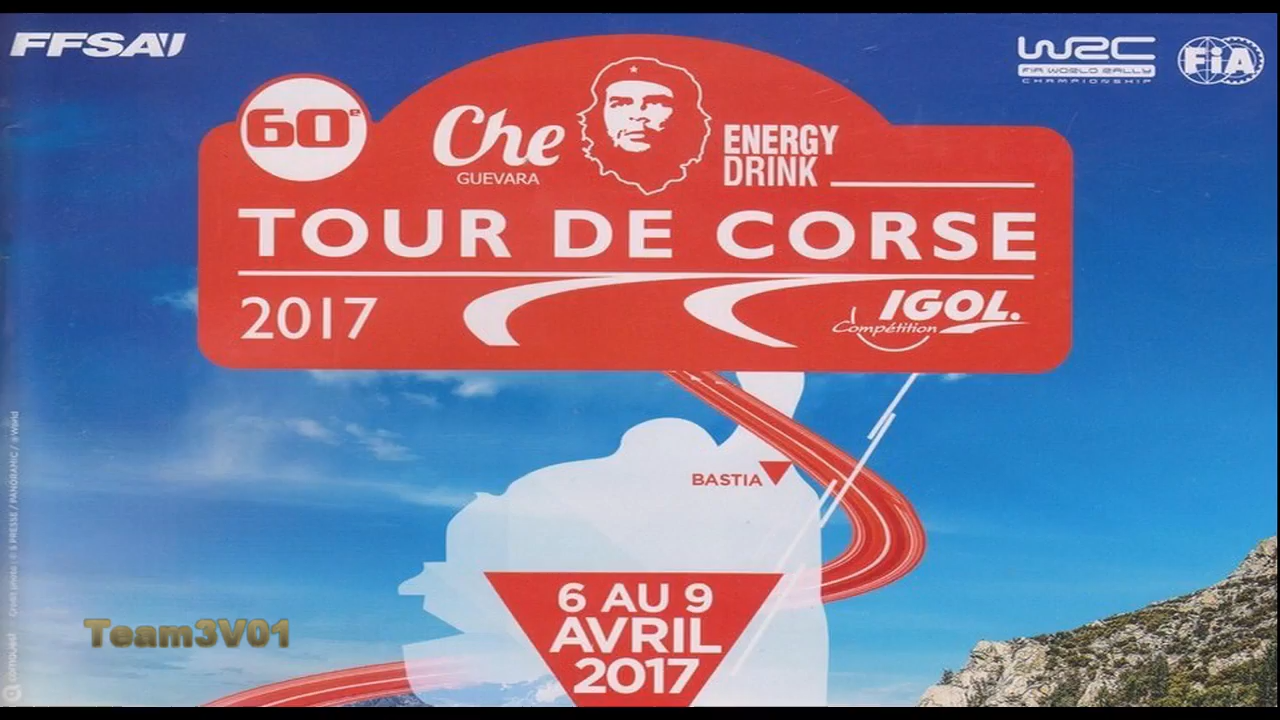 FFSA
WRC
FIA WORLD RALLY
CHAMPIONSHIP
FIA
60e
Che
GUEVARA
ENERGY
DRINK
TOUR DE CORSE
2017
IGOL.
Compétition
BASTIA
6 AU 9
AVRIL
2017
Team3V01